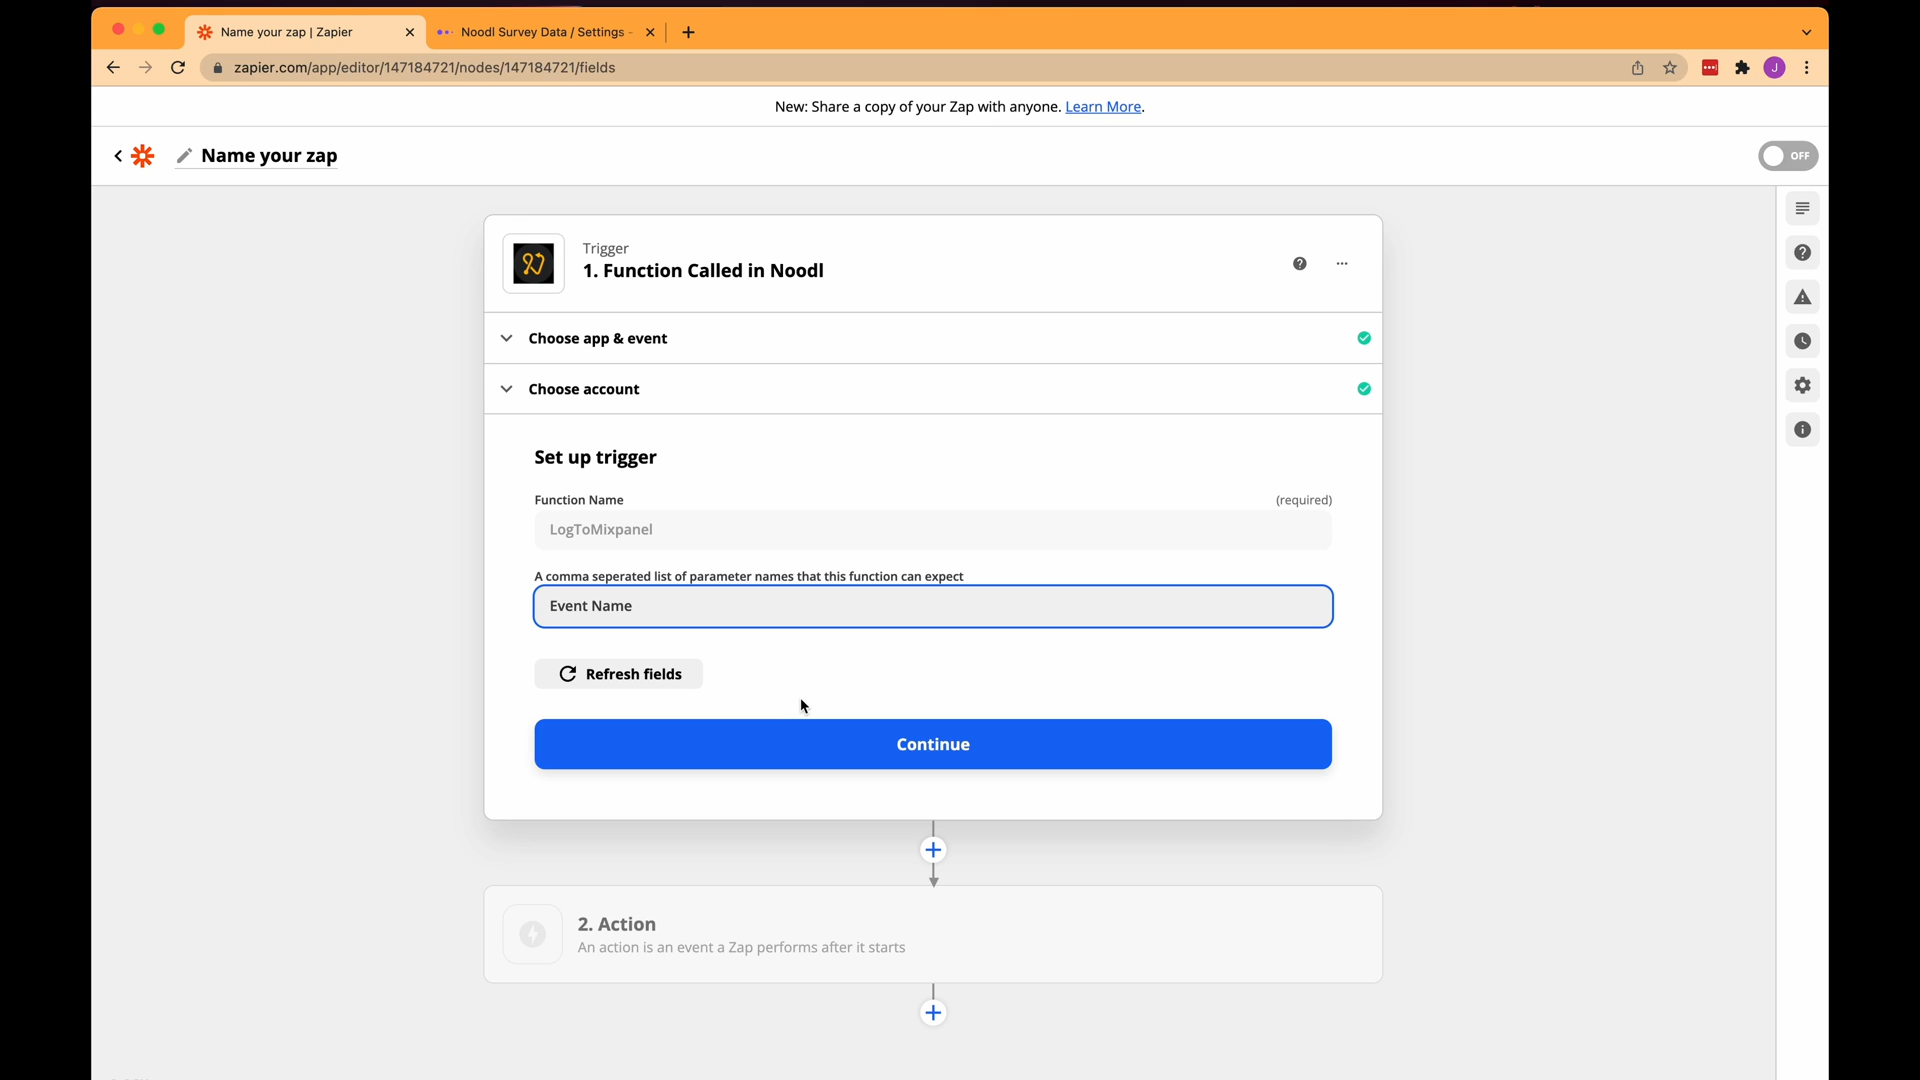 Name your zap | Zapier
Noodl Survey Data / Settings -
zapier.com/app/editor/147184721/nodes/147184721/fields
J
New: Share a copy of your Zap with anyone. Learn More.
Name your zap
OFF
Trigger
1. Function Called in Noodl
Choose app & event
Choose account
Set up trigger
Function Name
(required)
LogToMixpanel
A comma seperated list of parameter names that this function can expect
Event Name
Refresh fields
Continue
2. Action
An action is an event a Zap performs after it starts